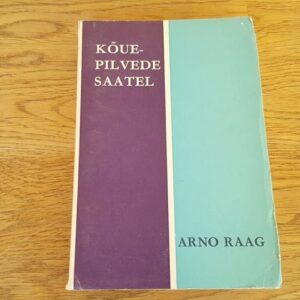 KÕUE-
PILVEDE
SAATEL
ARNO RAAG